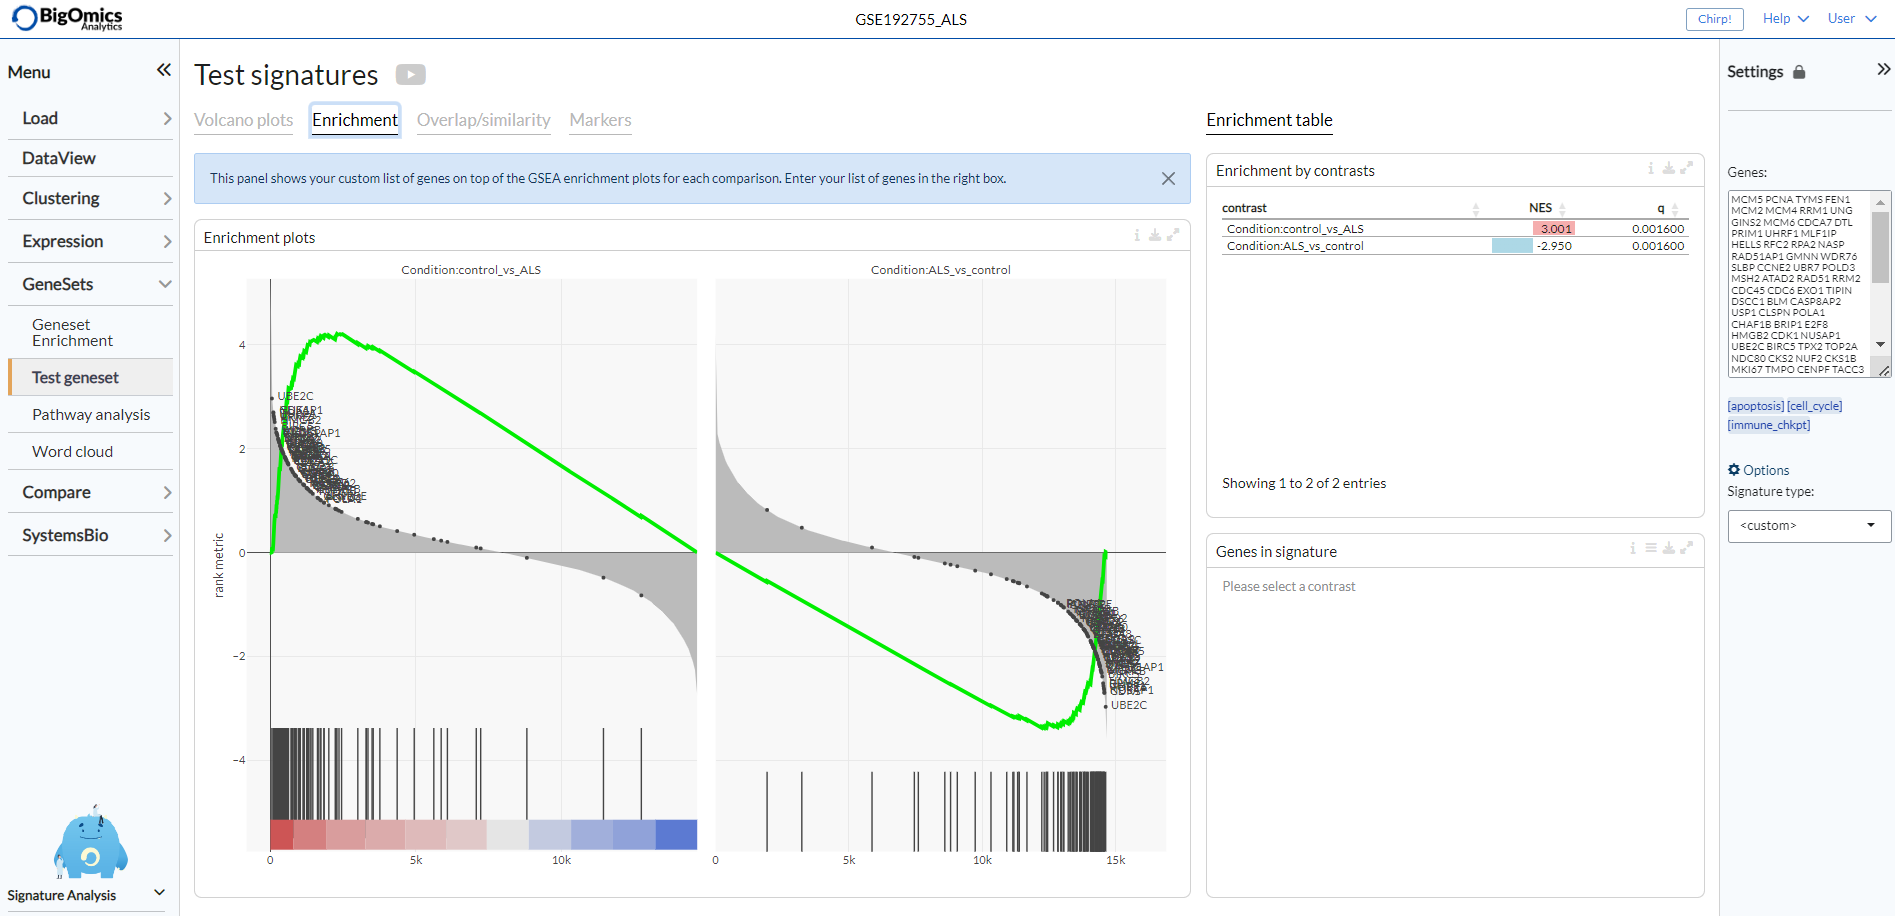 BigOmics
Analytics
GSE192755_ALS
Chirp!
Help
User
Menu
Load
DataView
Clustering
Expression
GeneSets
Geneset
Enrichment
Test geneset
Pathway analysis
Word cloud
Compare
SystemsBio
Signature Analysis
Test signatures
Volcano plots
Enrichment
Overlap/similarity
Markers
This panel shows your custom list of genes on top of the GSEA enrichment plots for each comparison. Enter your list of genes in the right box.
Enrichment plots
Condition:control_vs_ALS
Condition:ALS_vs_control
rank metric
4
2
0
−2
−4
UBE2C
UBE2C
0
5k
10k
0
5k
10k
15k
Enrichment table
Enrichment by contrasts
contrast NES q
Condition:control_vs_ALS 3.001 0.001600
Condition:ALS_vs_control -2.950 0.001600
Showing 1 to 2 of 2 entries
Genes in signature
Please select a contrast
Settings
Genes:
MCM5 PCNA TYMS FEN1
MCM2 MCM4 RRM1 UNG
GINS2 MCM6 CDCA7 DTL
PRIM1 UHRF1 MLF1IP
HELLS RFC2 RPA2 NASP
RAD51AP1 GMNN WDR76
SLBP CCNE2 UBR7 POLD3
MSH2 ATAD2 RAD51 RRM2
CDC45 CDC6 EXO1 TIPIN
DSCC1 BLM CASP8AP2
USP1 CLSPN POLA1
CHAF1B BRIP1 E2F8
HMGB2 CDK1 NUSAP1
UBE2C BIRC5 TPX2 TOP2A
NDC80 CKS2 NUF2 CKS1B
MKI67 TMPO CENPF TACC3
[apoptosis] [cell_cycle]
[immune_chkpt]
Options
Signature type:
<custom>